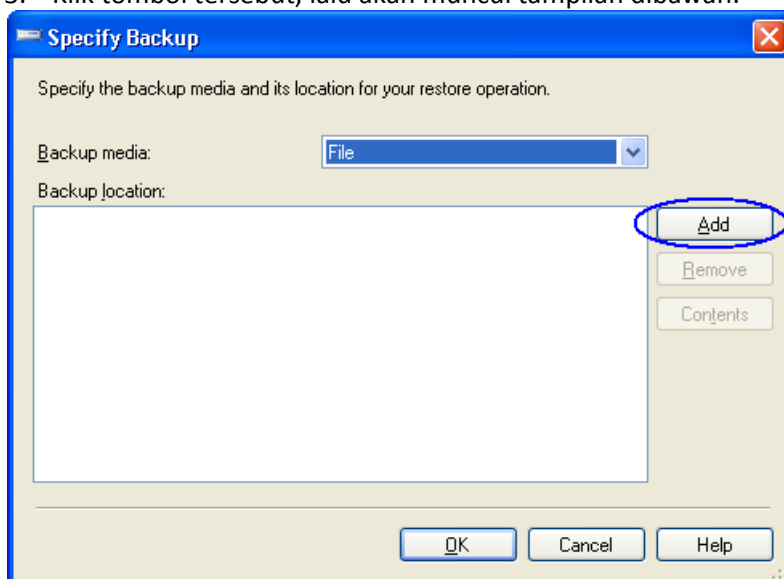 Klik tombol tersebut, lalu akan muncul tampilan dibawah:
Specify Backup
Specify the backup media and its location for your restore operation.
Backup media:
File
Backup location:
Add
Remove
Contents
OK
Cancel
Help